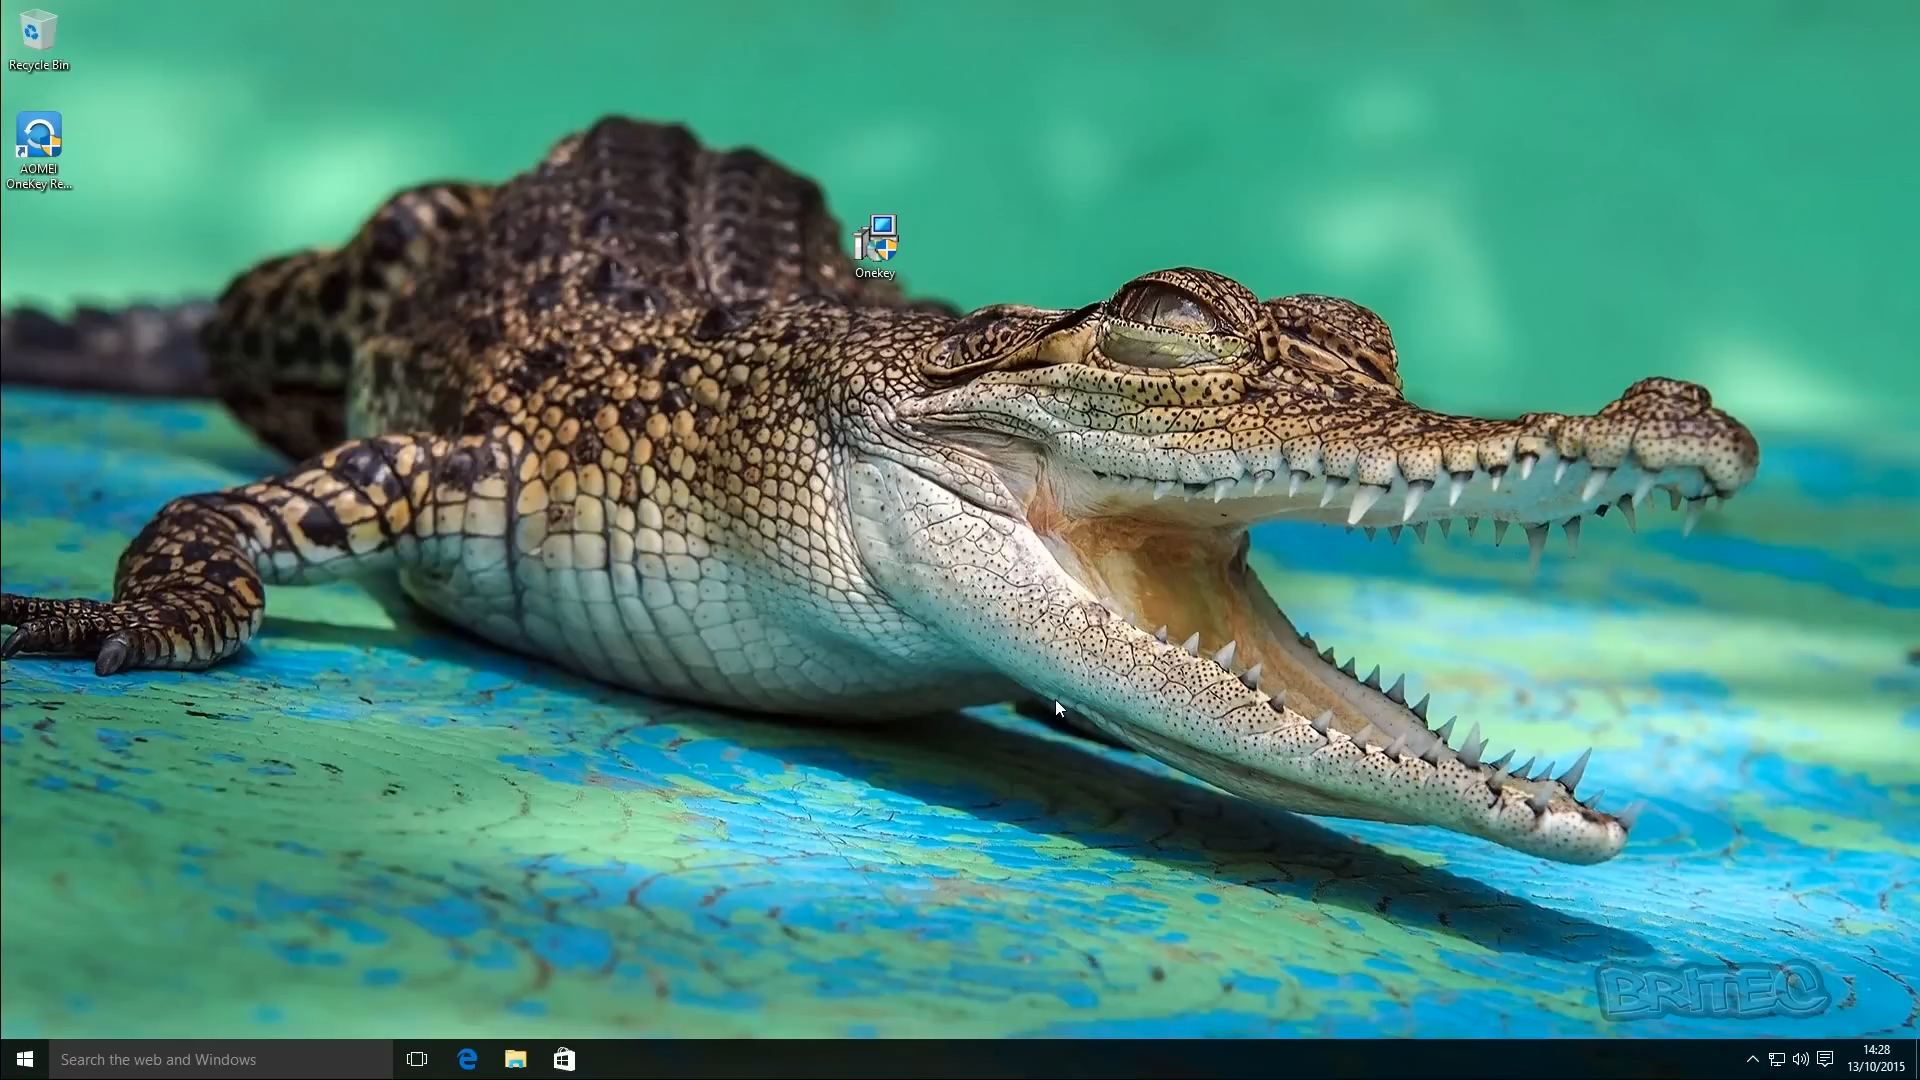 Recycle Bin
AOMEI
OneKey Re...
Onekey
BRITEC
Search the web and Windows
14:28
13/10/2015